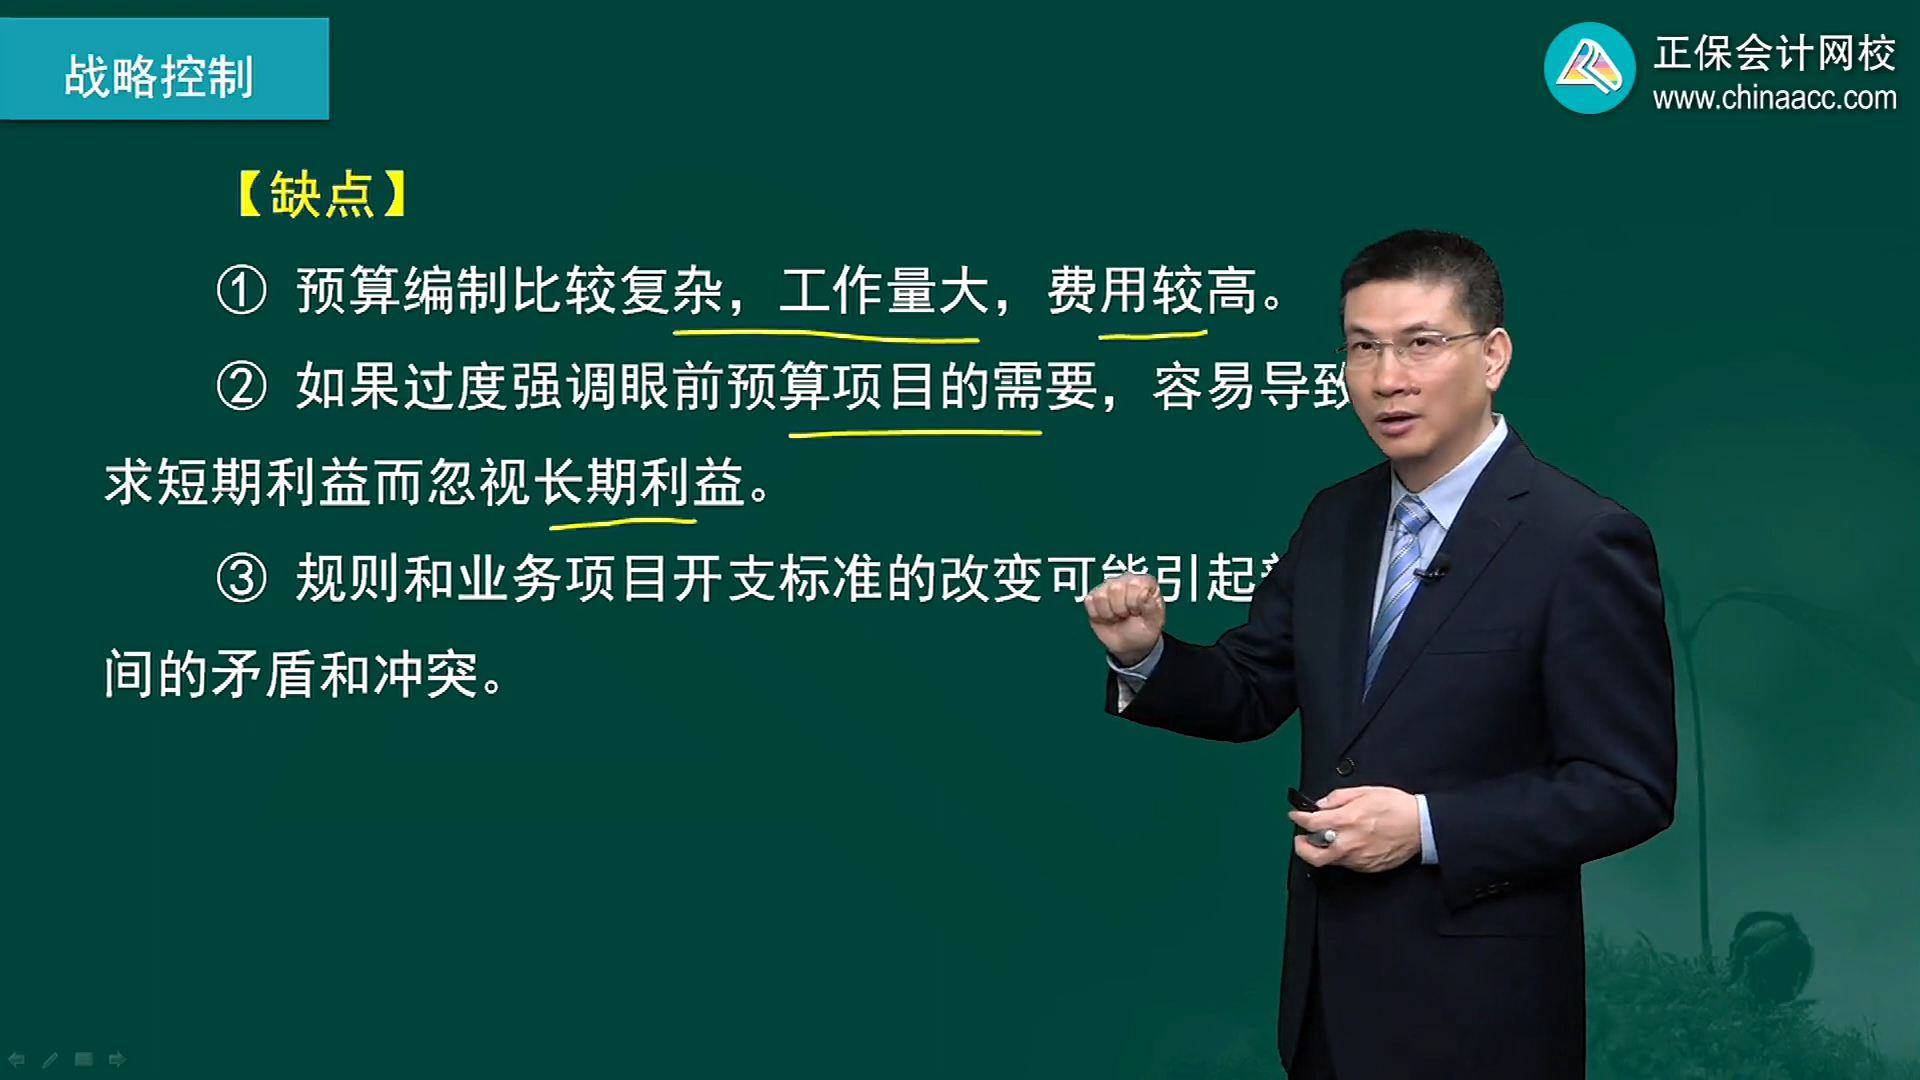 战略控制
正保会计网校
www.chinaacc.com
【缺点】
① 预算编制比较复杂，工作量大，费用较高。
② 如果过度强调眼前预算项目的需要，容易导致
求短期利益而忽视长期利益。
③ 规则和业务项目开支标准的改变可能引起
间的矛盾和冲突。